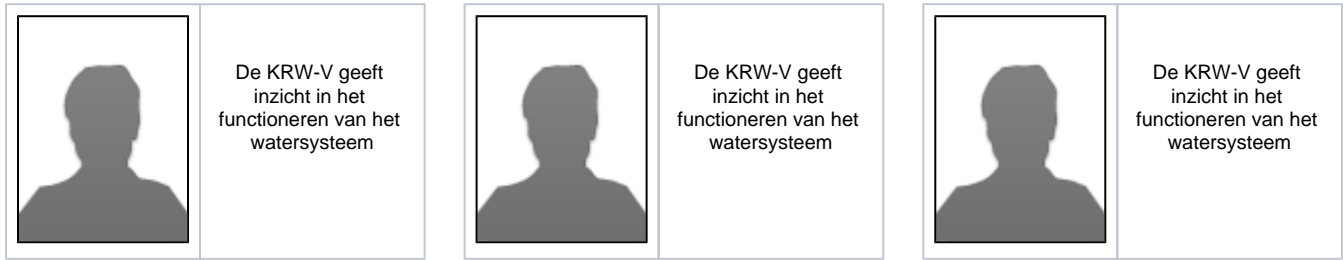 De KRW-V geeft
inzicht in het
functioneren van het
watersysteem
De KRW-V geeft
inzicht in het
functioneren van het
watersysteem
De KRW-V geeft
inzicht in het
functioneren van het
watersysteem